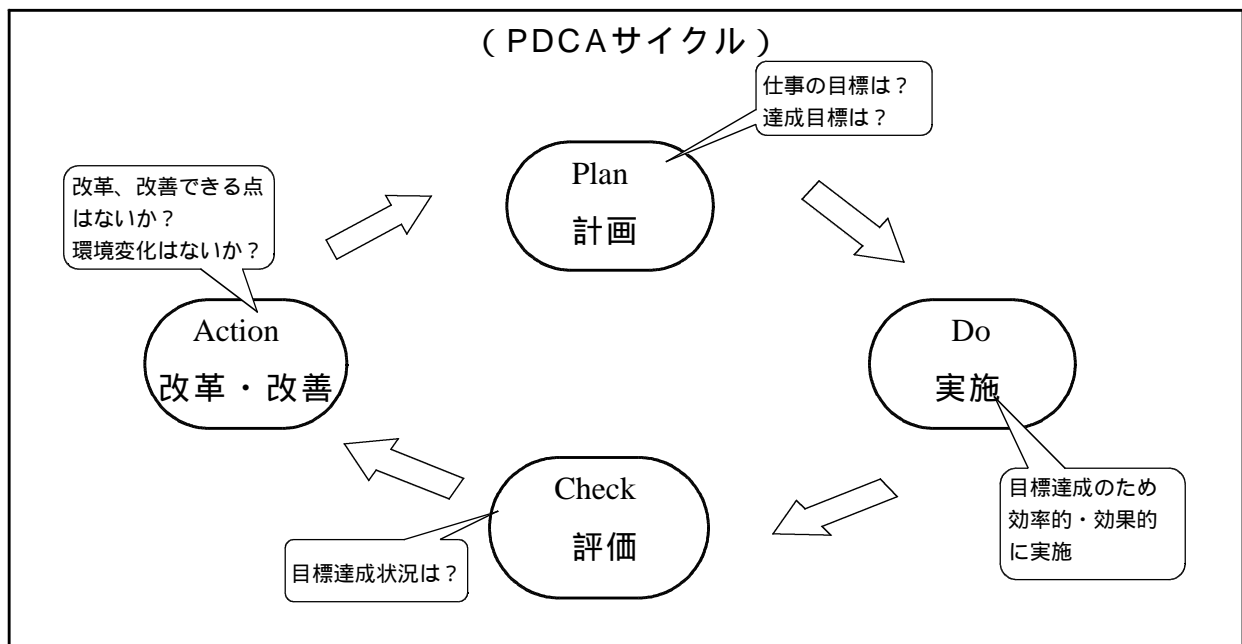 （PDCAサイクル）
仕事の目標は？
達成目標は？
Plan
計画
改革、改善できる点
はないか？
環境変化はないか？
Action
改革・改善
Do
実施
目標達成のため
効率的・効果的
に実施
Check
評価
目標達成状況は？